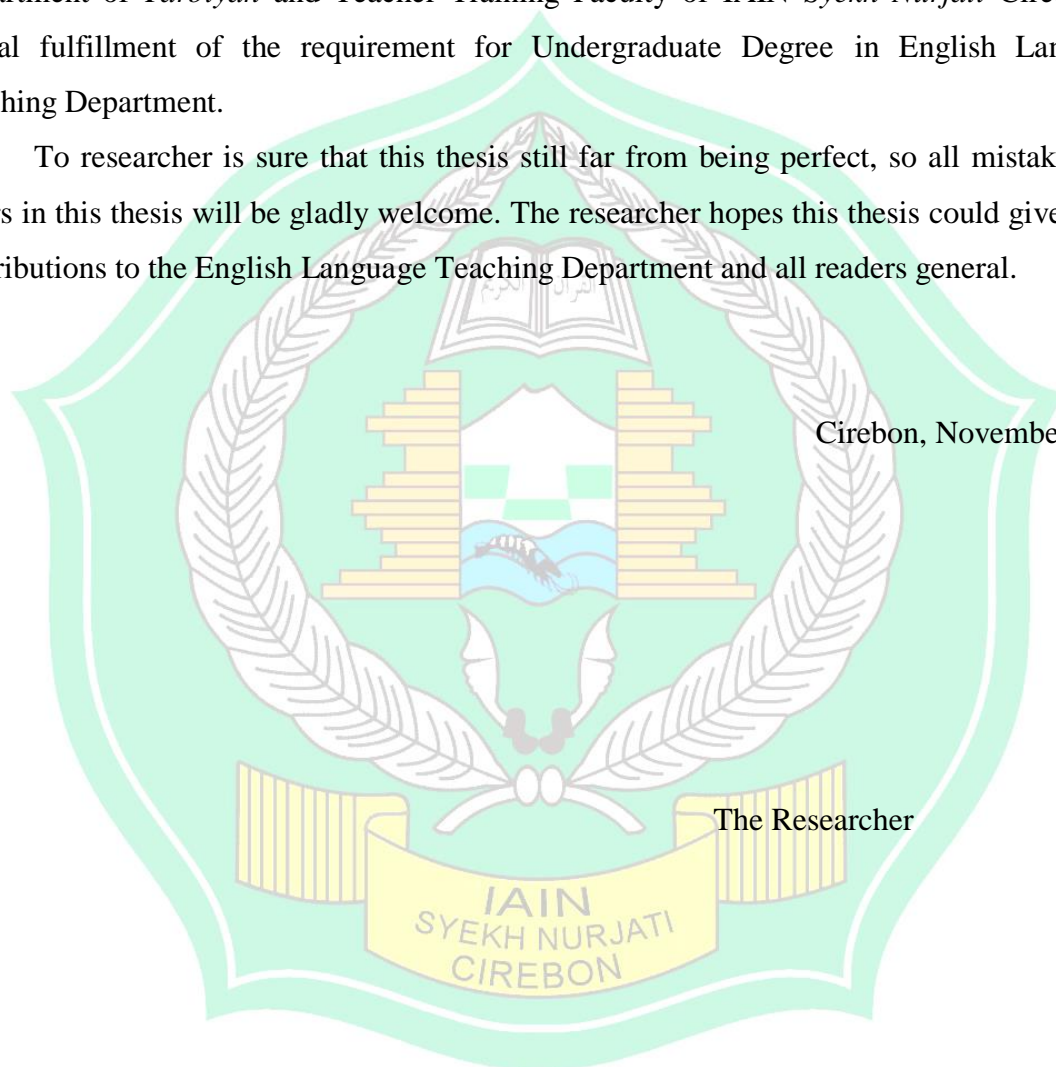 artment of Tarbiyah and Teacher Training Faculty of IAIN Syekh Nurjati Cire
al fulfillment of the requirement for Undergraduate Degree in English Lan
hing Department.
To researcher is sure that this thesis still far from being perfect, so all mistak
rs in this thesis will be gladly welcome. The researcher hopes this thesis could give
ributions to the English Language Teaching Department and all readers general.
القرآن الكريم
Cirebon, Novembe
The Researcher
IAIN
SYEKH NURJATI
CIREBON